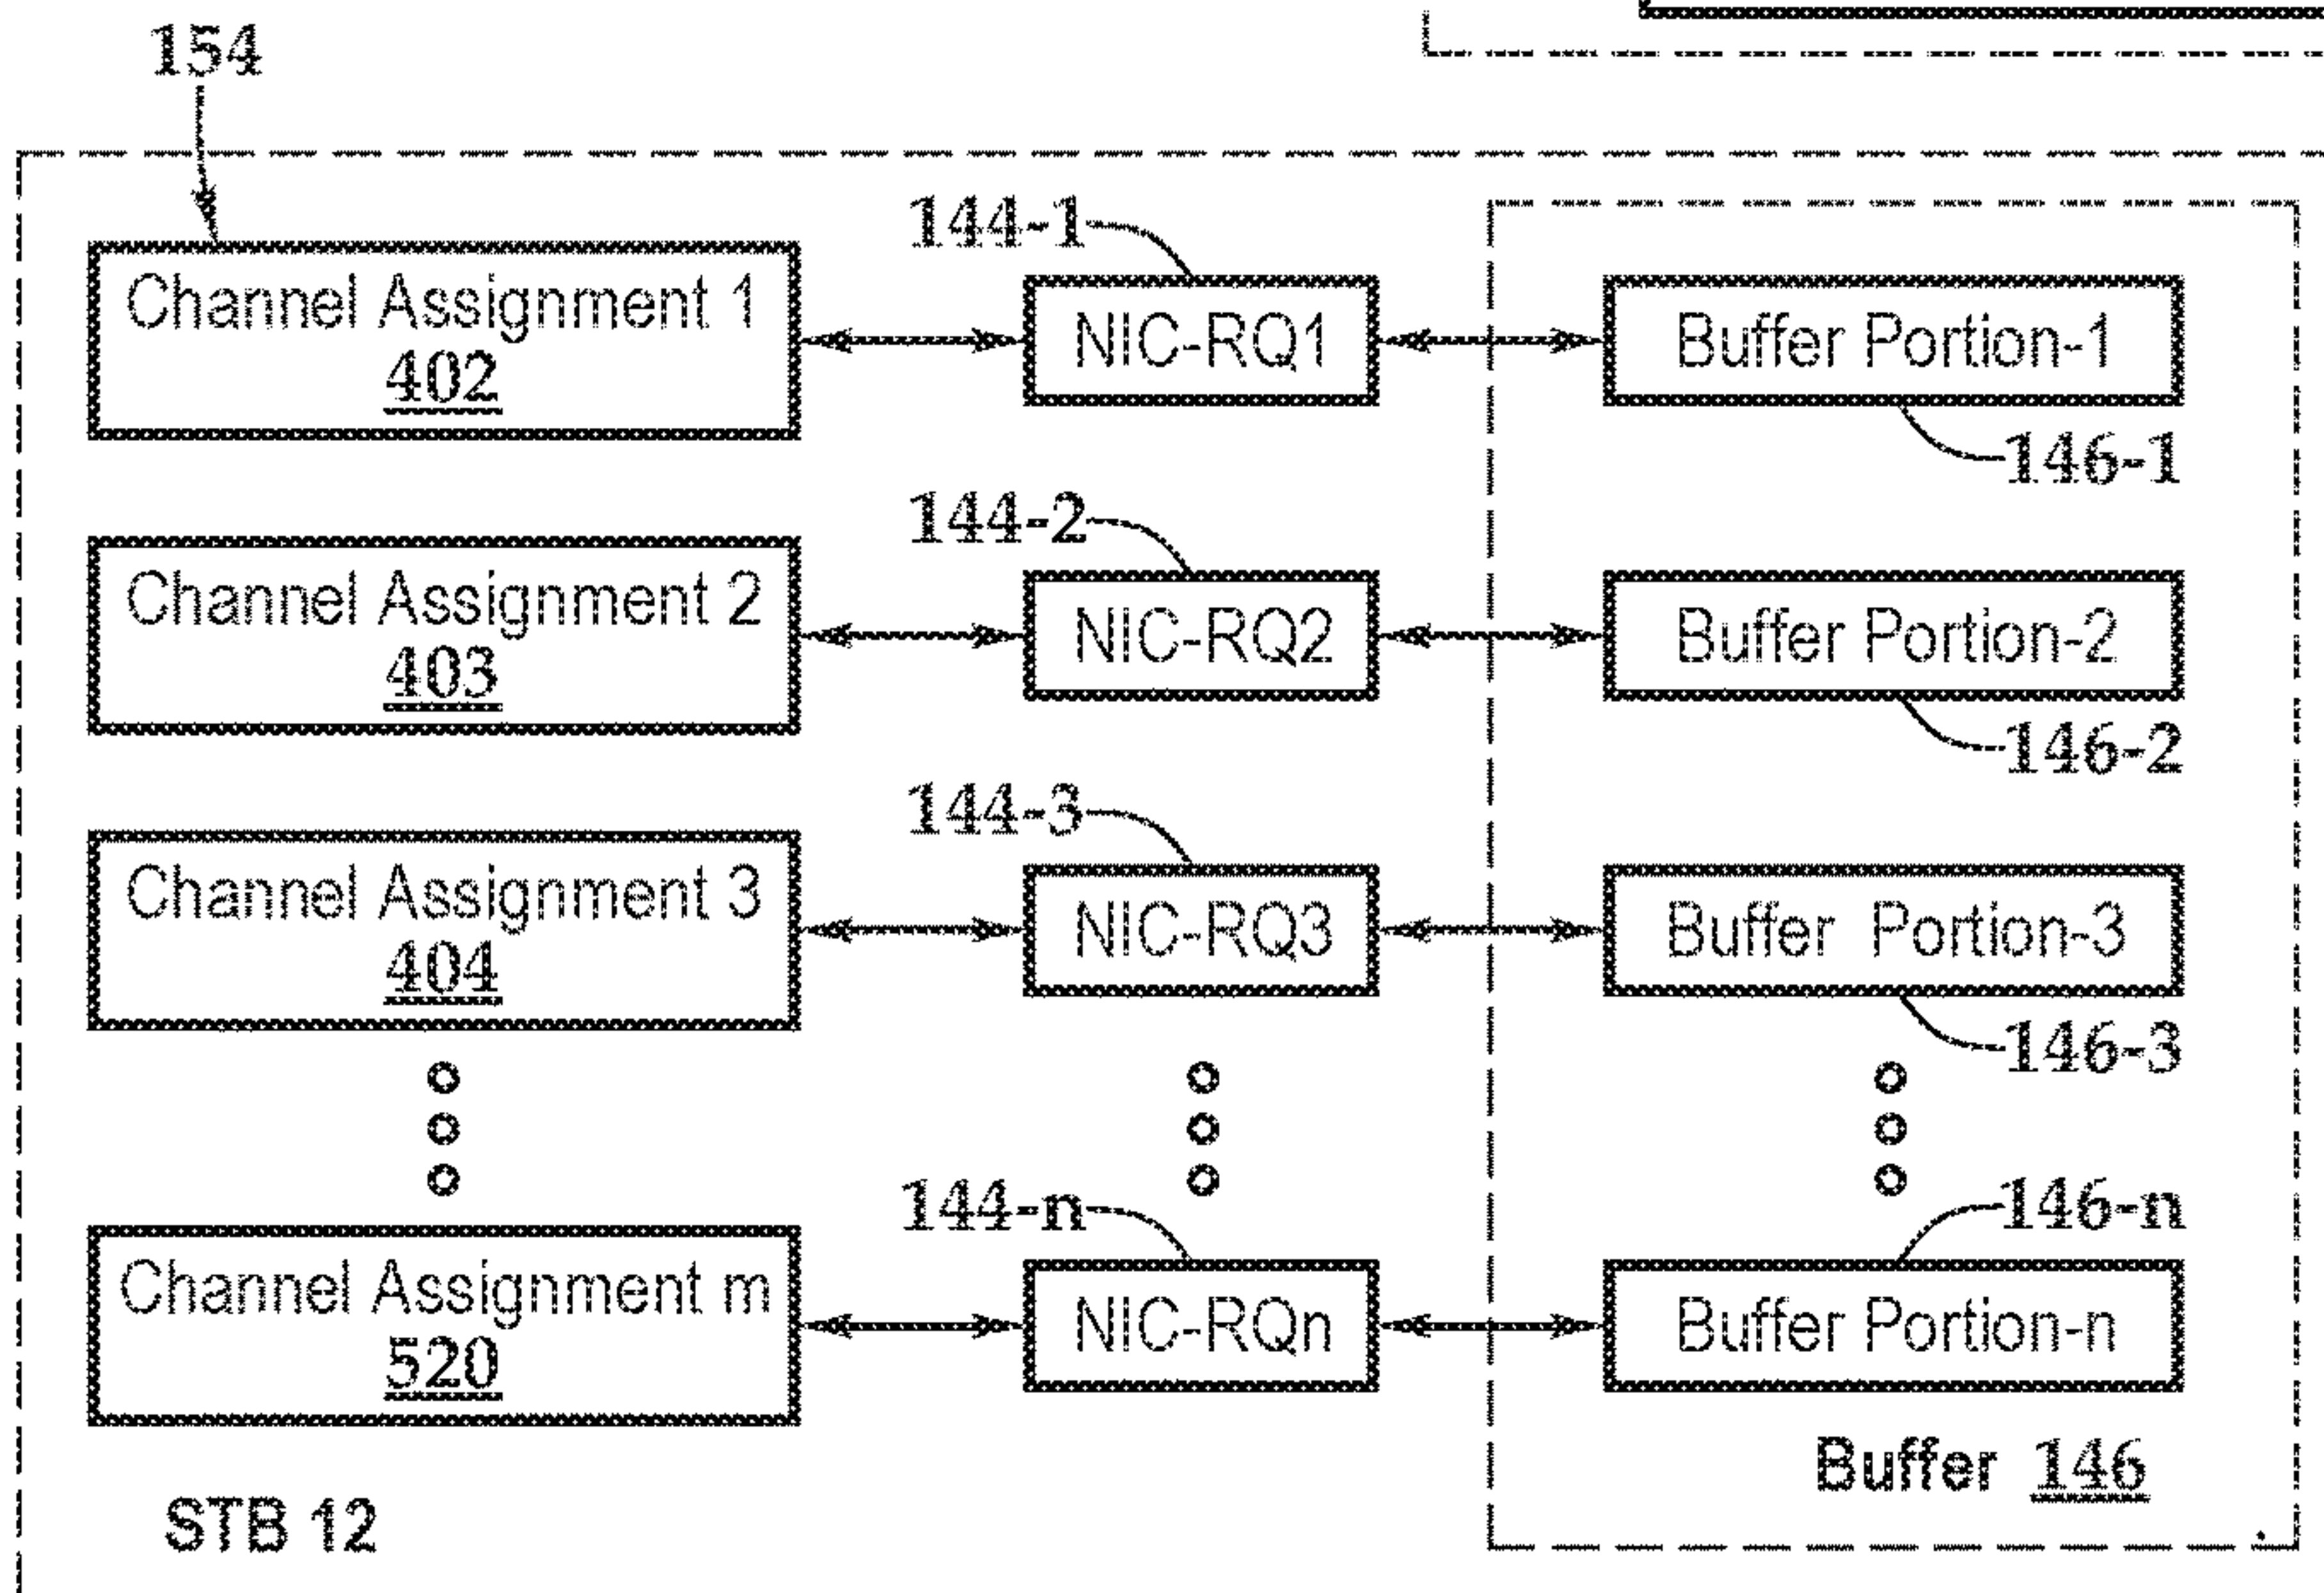 154
144-1
Channel Assignment 1
402
NIC-RQ1
Buffer Portion-1
146-1
144-2
Channel Assignment 2
403
NIC-RQ2
Buffer Portion-2
146-2
144-3
Channel Assignment 3
404
NIC-RQ3
Buffer Portion-3
146-3
144-n
146-n
Channel Assignment m
520
NIC-RQn
Buffer Portion-n
Buffer 146
STB 12